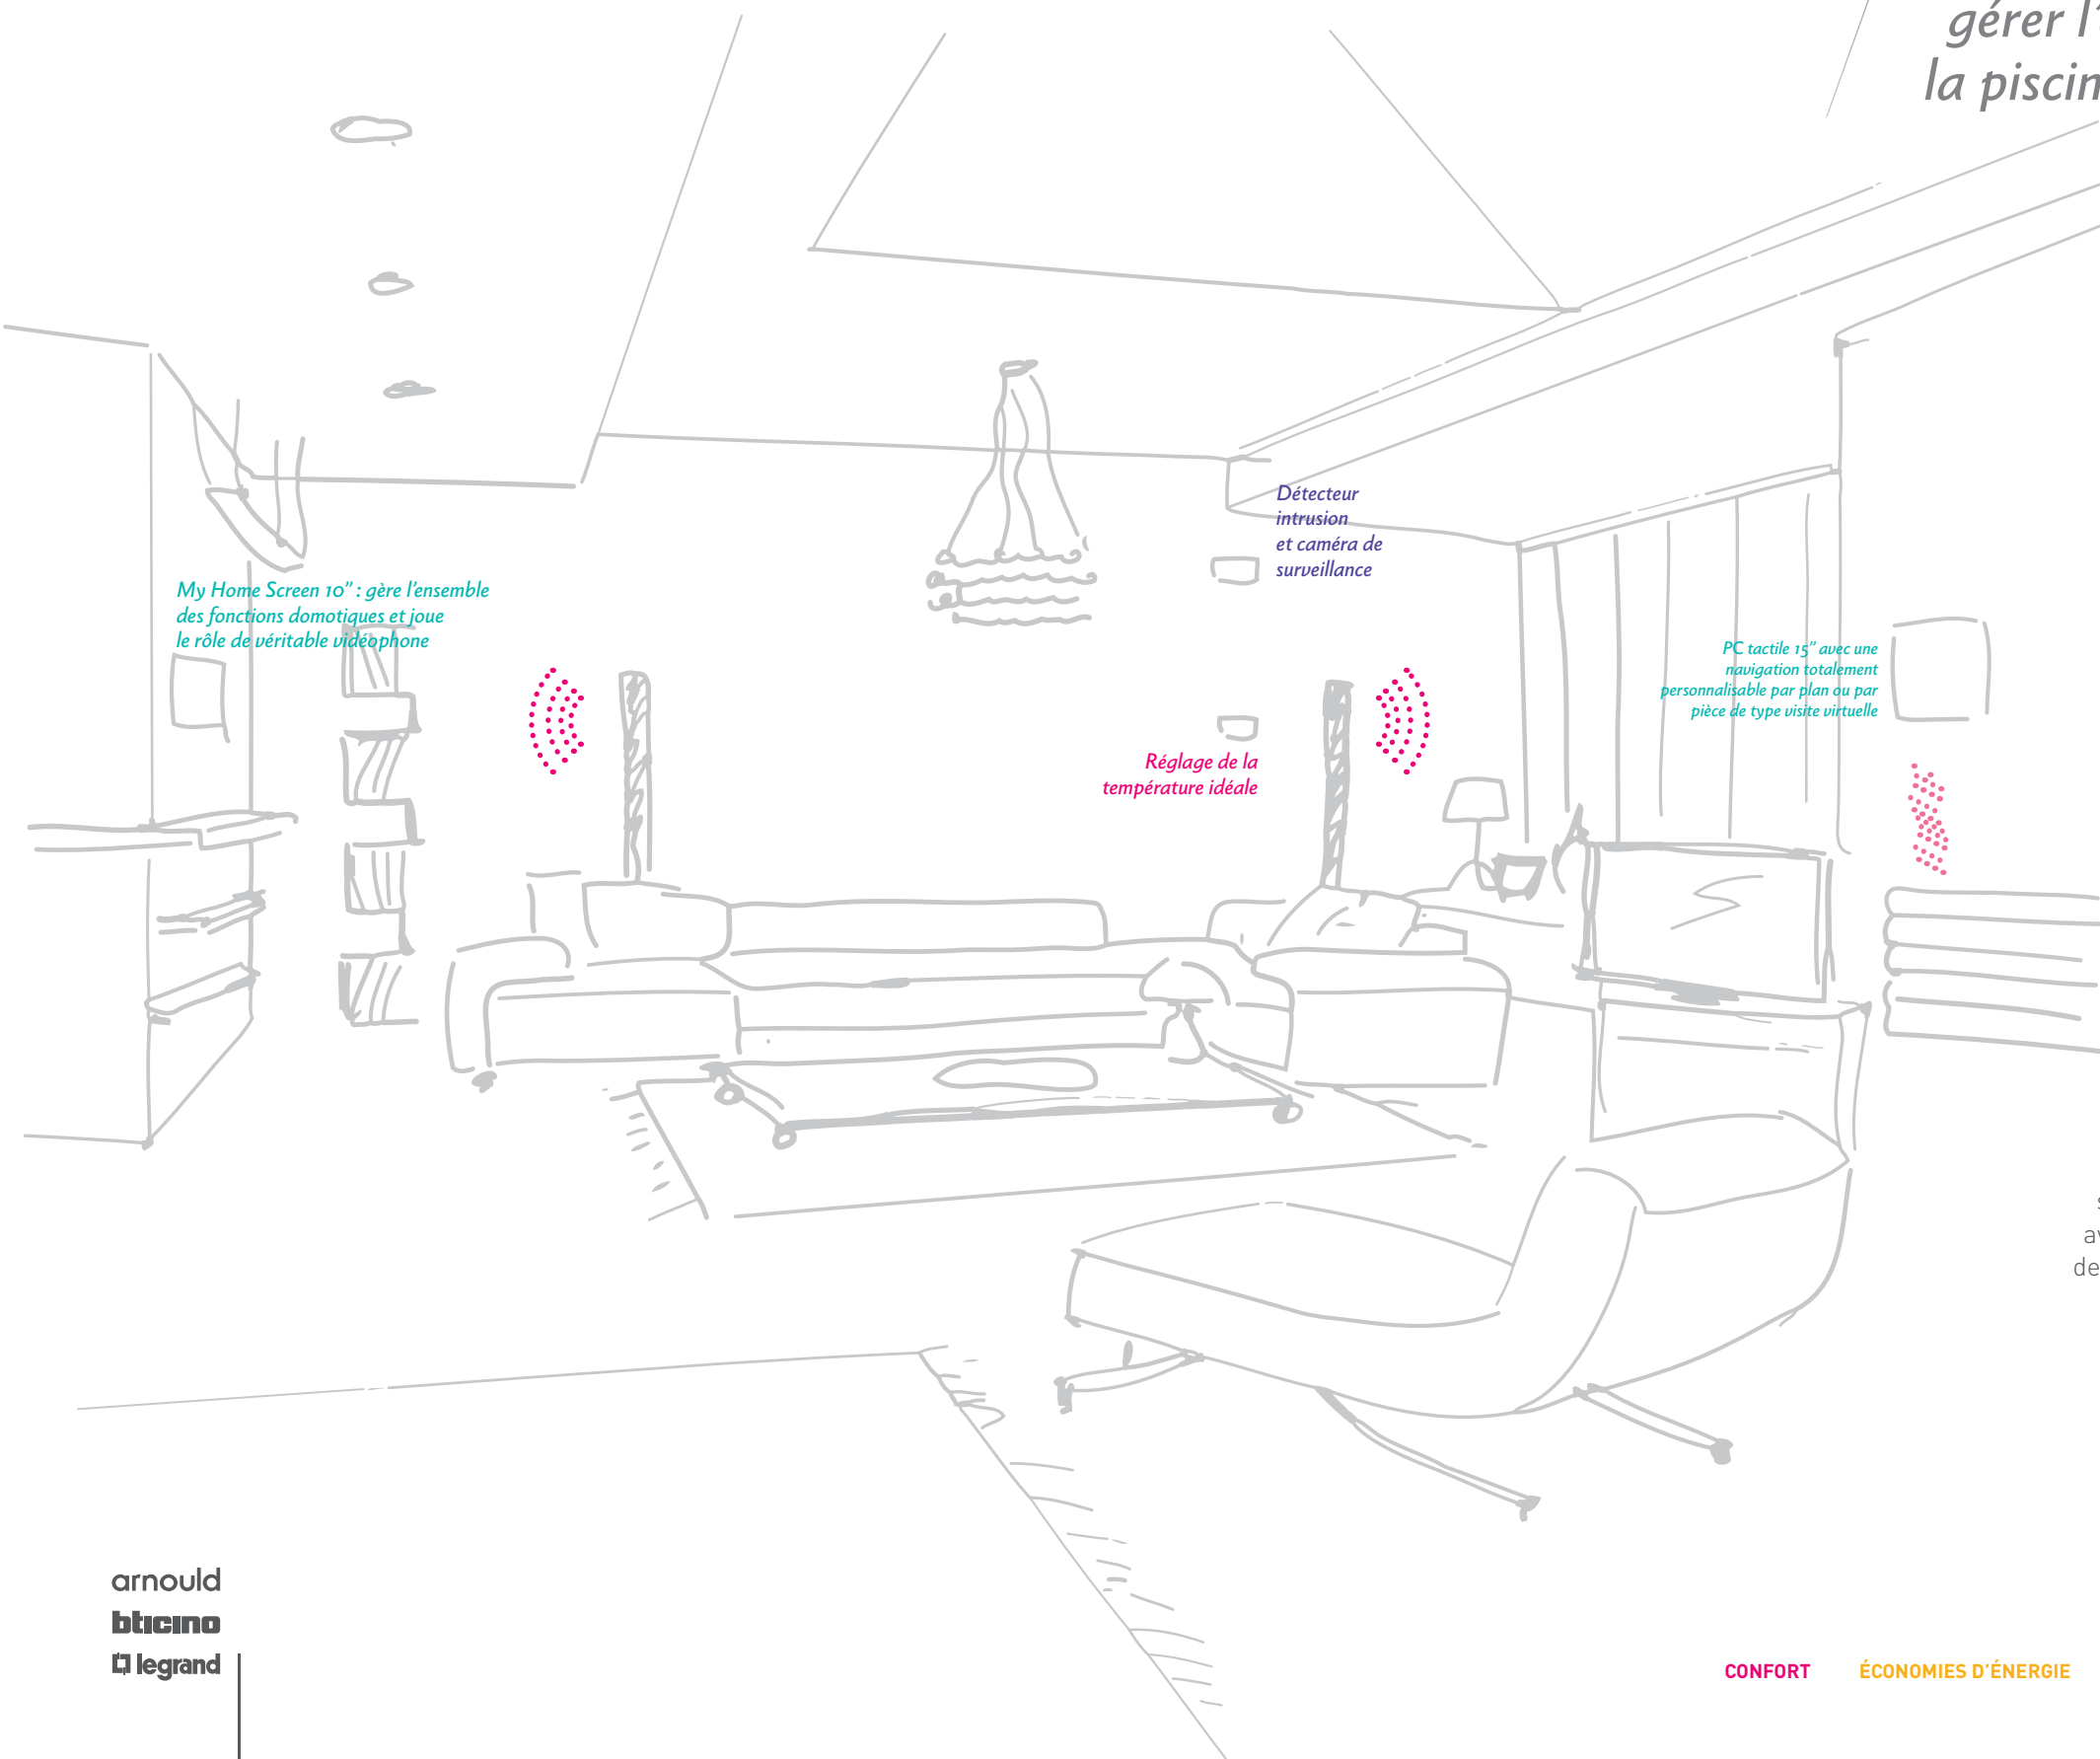 gérer l'
la piscin
Détecteur
intrusion
et caméra de
surveillance
My Home Screen 10" : gère l'ensemble
des fonctions domotiques et joue
le rôle de véritable vidéophone
PC tactile 15" avec une
navigation totalement
personnalisable par plan ou par
pièce de type visite virtuelle
Réglage de la
température idéale
av
de
arnould
bticino
legrand
CONFORT ÉCONOMIES D'ÉNERGIE